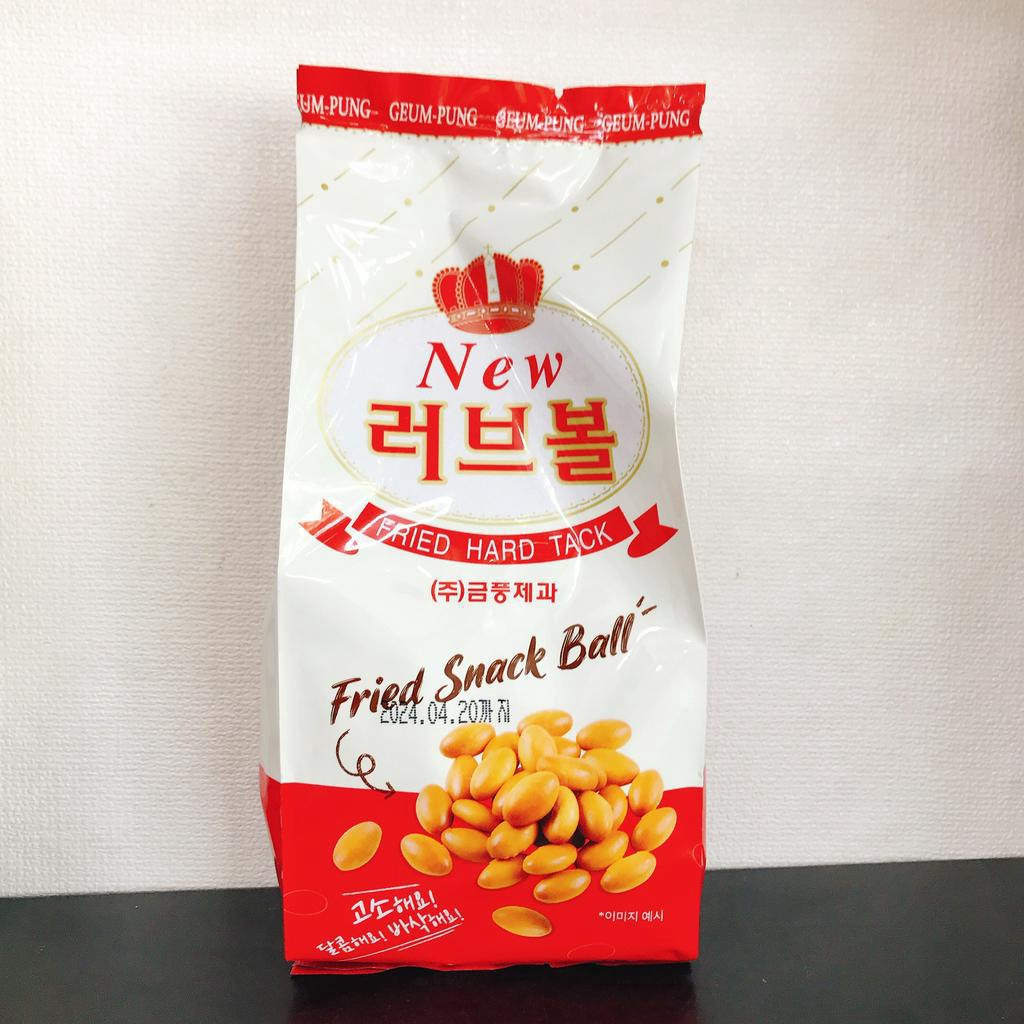 UM-PUNG GEUM-PUNG GEUM-PUNG GEUM-PUNG
New
러브볼
FRIED HARD TACK
(주)금풍제과
Fried Snack Ball
2024.04.20까지
고소해요!
달콤해요! 바삭해요!
*이미지 예시